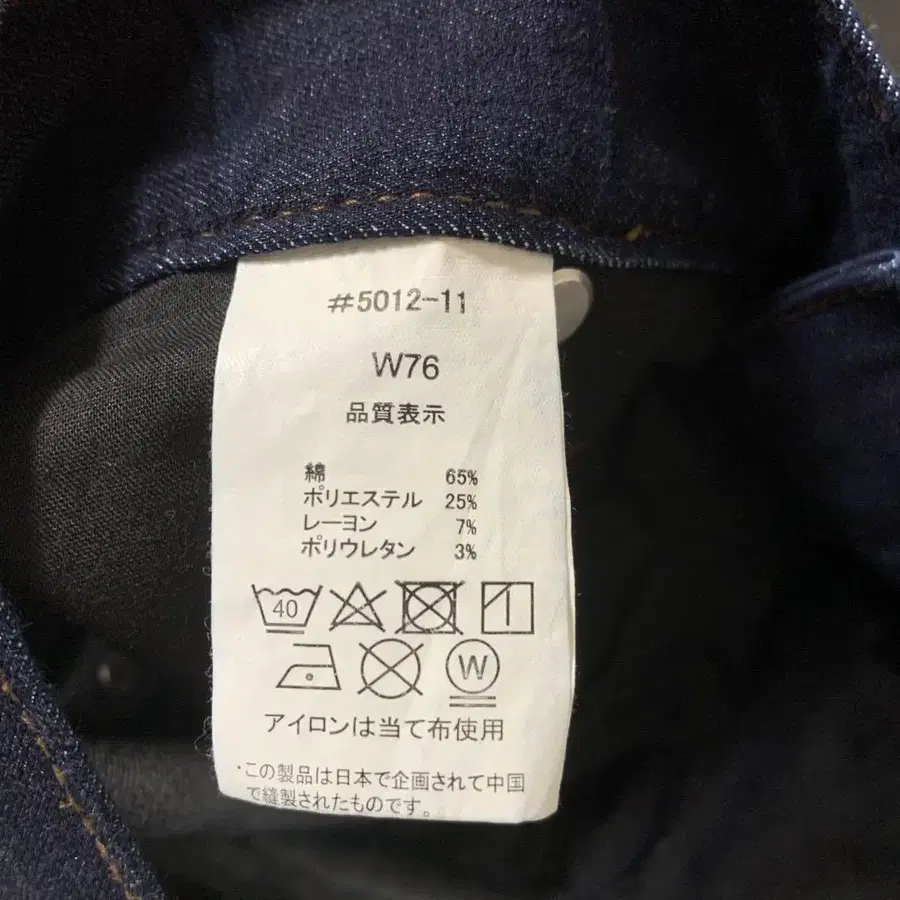 #5012-11
W76
品質表示
綿 65%
ポリエステル 25%
レーヨン 7%
ポリウレタン 3%
40
W
アイロンは当て布使用
・この製品は日本で企画されて中国
で縫製されたものです。